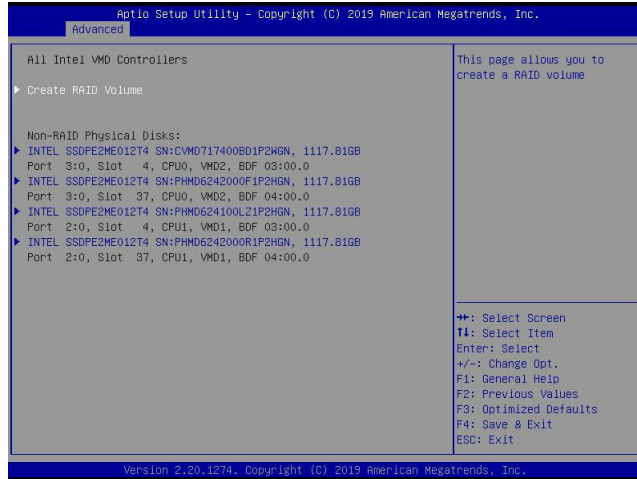 Aptio Setup Utility – Copyright (C) 2019 American Megatrends, Inc.
Advanced
All Intel VMD Controllers
Create RAID Volume
Non-RAID Physical Disks:
INTEL SSDPE2ME012T4 SN:CVMD717400BD1P2WGN, 1117.81GB
Port 3:0, Slot 4, CPU0, VMD2, BDF 03:00.0
INTEL SSDPE2ME012T4 SN:PHMD6242000F1P2HGN, 1117.81GB
Port 3:0, Slot 37, CPU0, VMD2, BDF 04:00.0
INTEL SSDPE2ME012T4 SN:PHMD624100LZ1P2HGN, 1117.81GB
Port 2:0, Slot 4, CPU1, VMD1, BDF 03:00.0
INTEL SSDPE2ME012T4 SN:PHMD6242000R1P2HGN, 1117.81GB
Port 2:0, Slot 37, CPU1, VMD1, BDF 04:00.0
This page allows you to
create a RAID volume
→←: Select Screen
↑↓: Select Item
Enter: Select
+/-: Change Opt.
F1: General Help
F2: Previous Values
F3: Optimized Defaults
F4: Save & Exit
ESC: Exit
Version 2.20.1274. Copyright (C) 2019 American Megatrends, Inc.